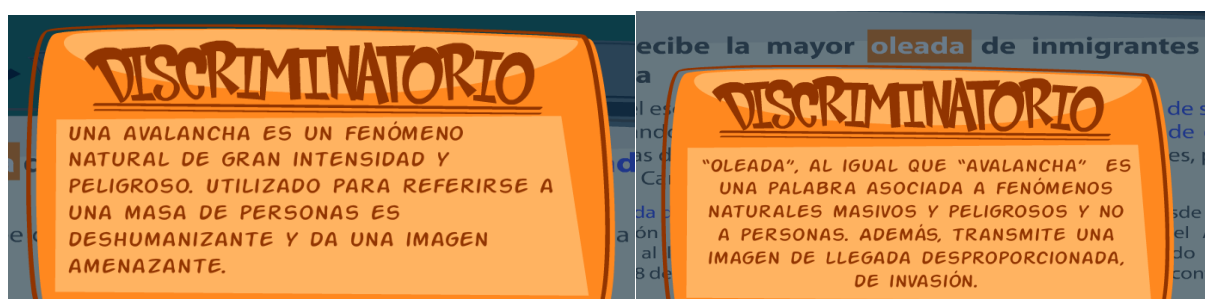 DISCRIMINATORIO
UNA AVALANCHA ES UN FENÓMENO
NATURAL DE GRAN INTENSIDAD Y
PELIGROSO. UTILIZADO PARA REFERIRSE A
UNA MASA DE PERSONAS ES
DESHUMANIZANTE Y DA UNA IMAGEN
AMENAZANTE.
ecibe la mayor oleada de inmigrantes
a
DISCRIMINATORIO
"OLEADA", AL IGUAL QUE "AVALANCHA" ES
UNA PALABRA ASOCIADA A FENÓMENOS
NATURALES MASIVOS Y PELIGROSOS Y NO
A PERSONAS. ADEMÁS, TRANSMITE UNA
IMAGEN DE LLEGADA DESPROPORCIONADA,
DE INVASIÓN.